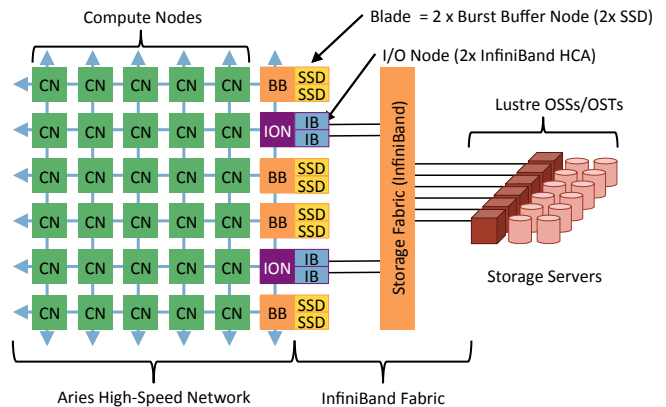 Compute Nodes
Blade = 2 x Burst Buffer Node (2x SSD)
I/O Node (2x InfiniBand HCA)
CN CN CN CN CN BB SSD
SSD
CN CN CN CN CN ION IB
IB
CN CN CN CN CN BB SSD
SSD
CN CN CN CN CN BB SSD
SSD
CN CN CN CN CN ION IB
IB
CN CN CN CN CN BB SSD
SSD
Storage Fabric (InfiniBand)
Lustre OSSs/OSTs
Storage Servers
Aries High-Speed Network
InfiniBand Fabric